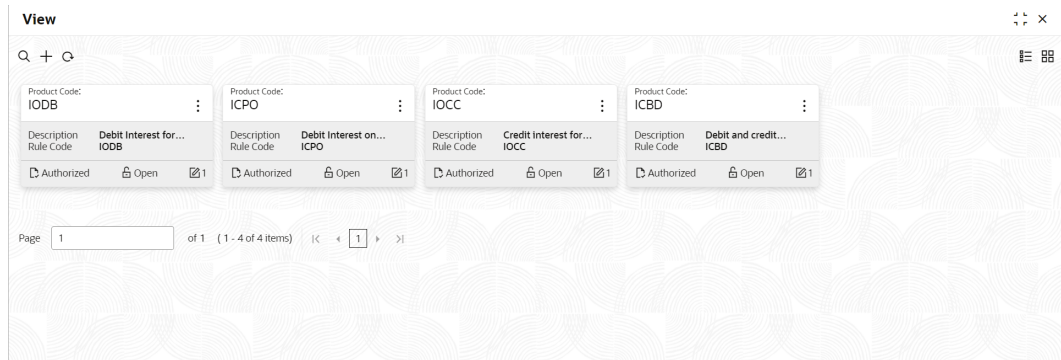 View
Product Code: Product Code: Product Code: Product Code:
IODB ICPO IOCC ICBD
Description Debit Interest for... Description Debit Interest on... Description Credit interest for... Description Debit and credit...
Rule Code IODB Rule Code ICPO Rule Code IOCC Rule Code ICBD
Authorized Open 1 Authorized Open 1 Authorized Open 1 Authorized Open 1
Page 1 of 1 ( 1 - 4 of 4 items) 1